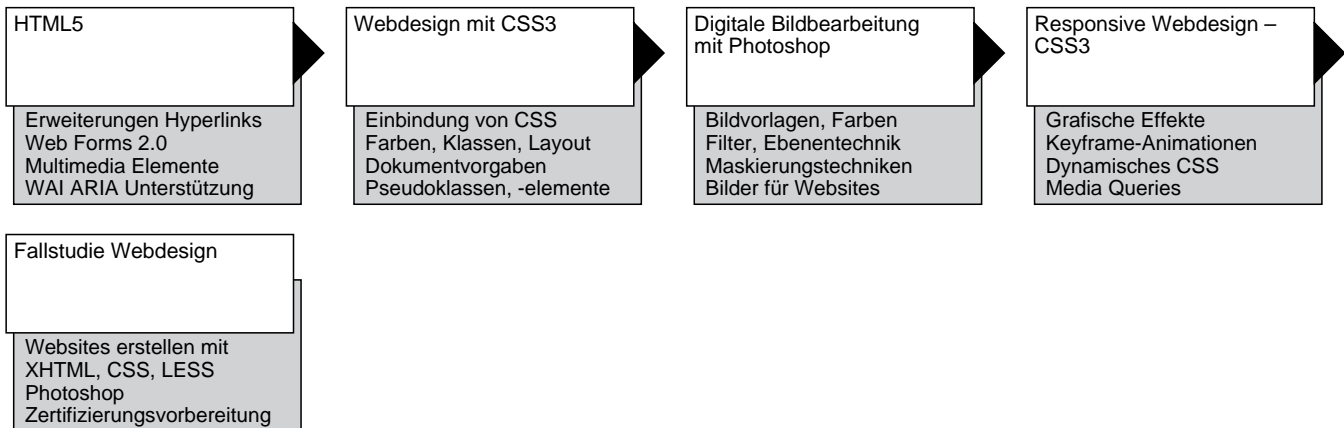 HTML5
Erweiterungen Hyperlinks
Web Forms 2.0
Multimedia Elemente
WAI ARIA Unterstützung
Webdesign mit CSS3
Einbindung von CSS
Farben, Klassen, Layout
Dokumentvorgaben
Pseudoklassen, -elemente
Digitale Bildbearbeitung
mit Photoshop
Bildvorlagen, Farben
Filter, Ebenentechnik
Maskierungstechniken
Bilder für Websites
Responsive Webdesign –
CSS3
Grafische Effekte
Keyframe-Animationen
Dynamisches CSS
Media Queries
Fallstudie Webdesign
Websites erstellen mit
XHTML, CSS, LESS
Photoshop
Zertifizierungsvorbereitung